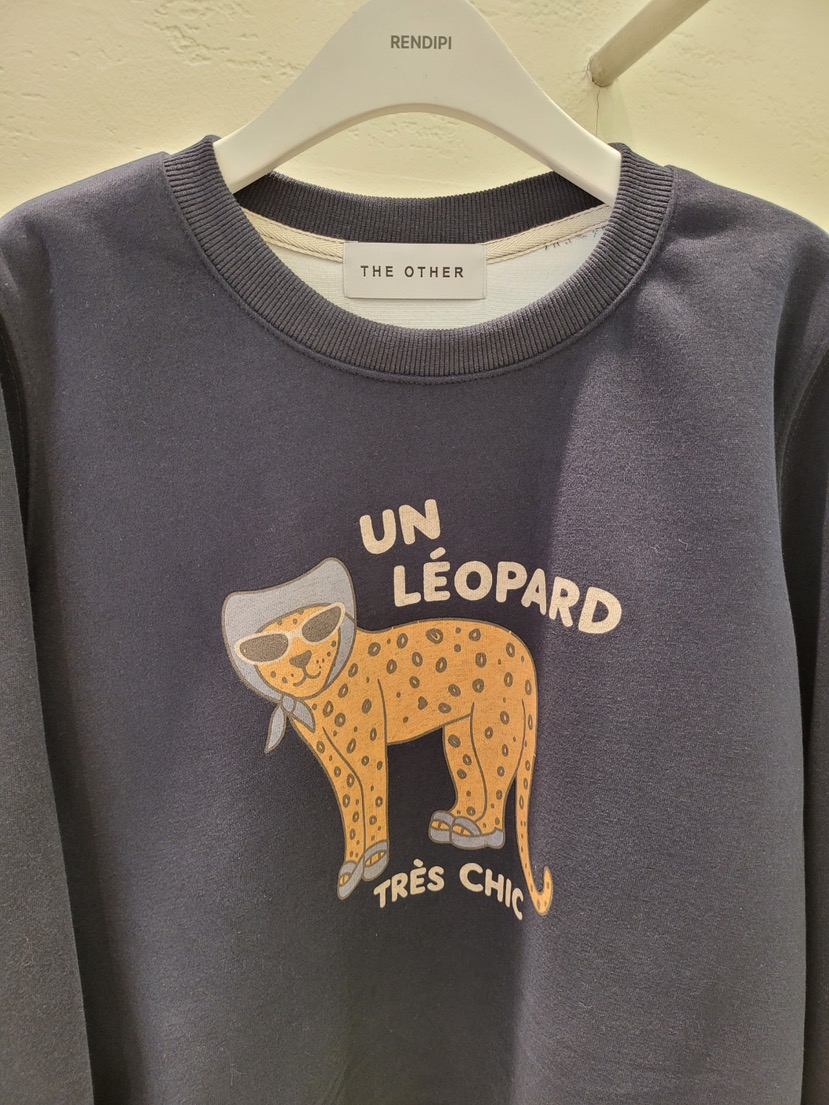 RENDIPI
THE OTHER
UN
LÉOPARD
TRÈS CHIC